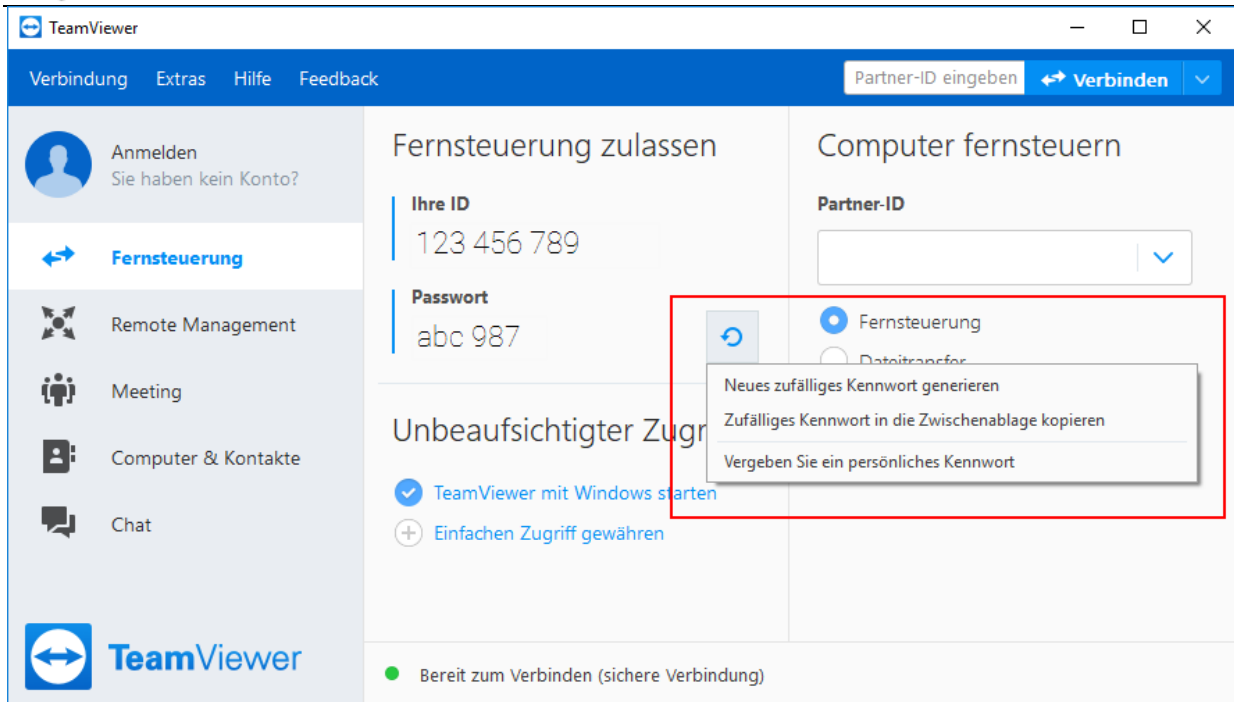 TeamViewer
Verbindung Extras Hilfe Feedback
Partner-ID eingeben
Verbinden
Anmelden
Sie haben kein Konto?
Fernsteuerung
Remote Management
Meeting
Computer & Kontakte
Chat
TeamViewer
Fernsteuerung zulassen
Ihre ID
123 456 789
Passwort
abc 987
Unbeaufsichtigter Zugr
TeamViewer mit Windows starten
Einfachen Zugriff gewähren
Computer fernsteuern
Partner-ID
Fernsteuerung
Dateitransfer
Neues zufälliges Kennwort generieren
Zufälliges Kennwort in die Zwischenablage kopieren
Vergeben Sie ein persönliches Kennwort
Bereit zum Verbinden (sichere Verbindung)